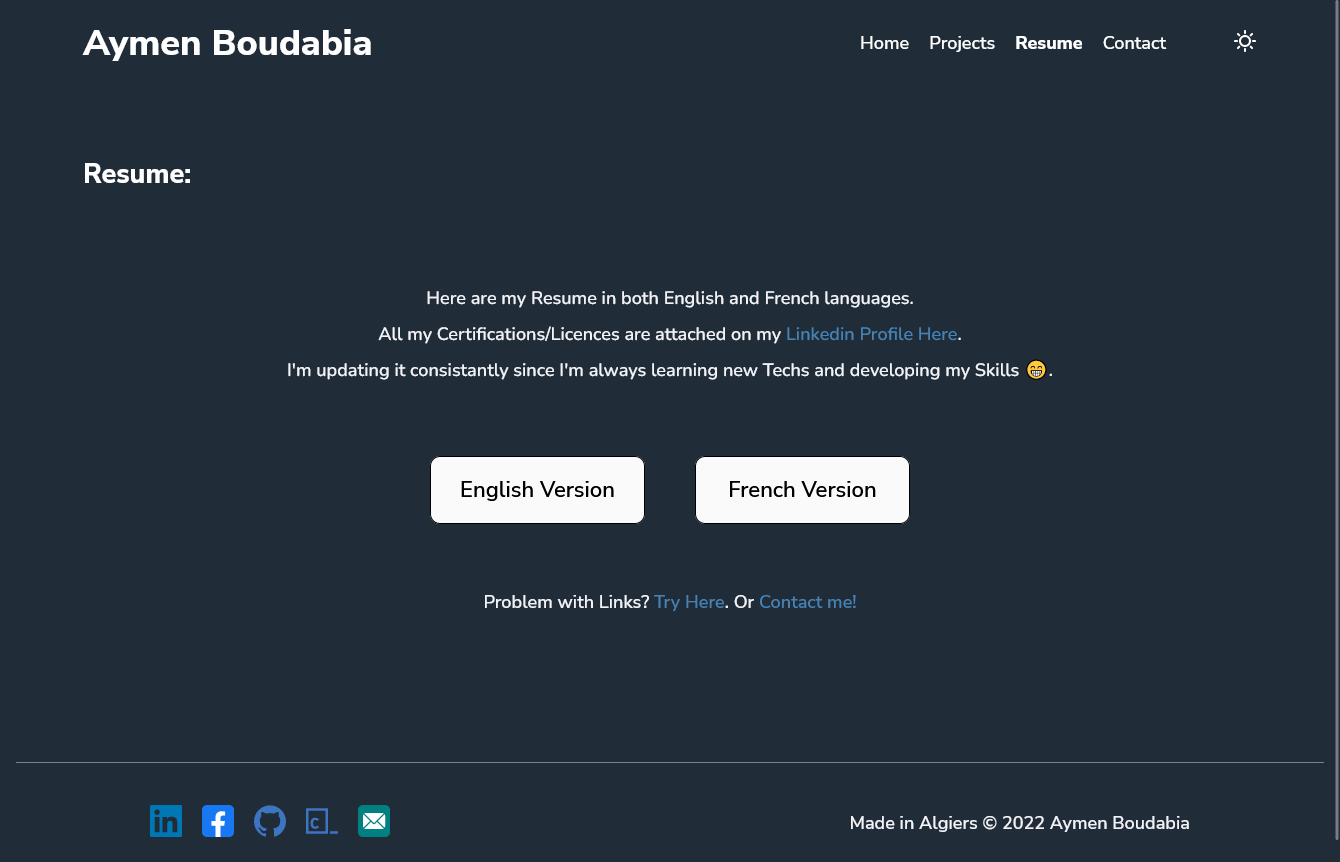 Aymen Boudabia
Home Projects Resume Contact
Resume:
Here are my Resume in both English and French languages.
All my Certifications/Licences are attached on my Linkedin Profile Here.
I'm updating it consistantly since I'm always learning new Techs and developing my Skills 😁.
English Version
French Version
Problem with Links? Try Here. Or Contact me!
in f c_
Made in Algiers © 2022 Aymen Boudabia